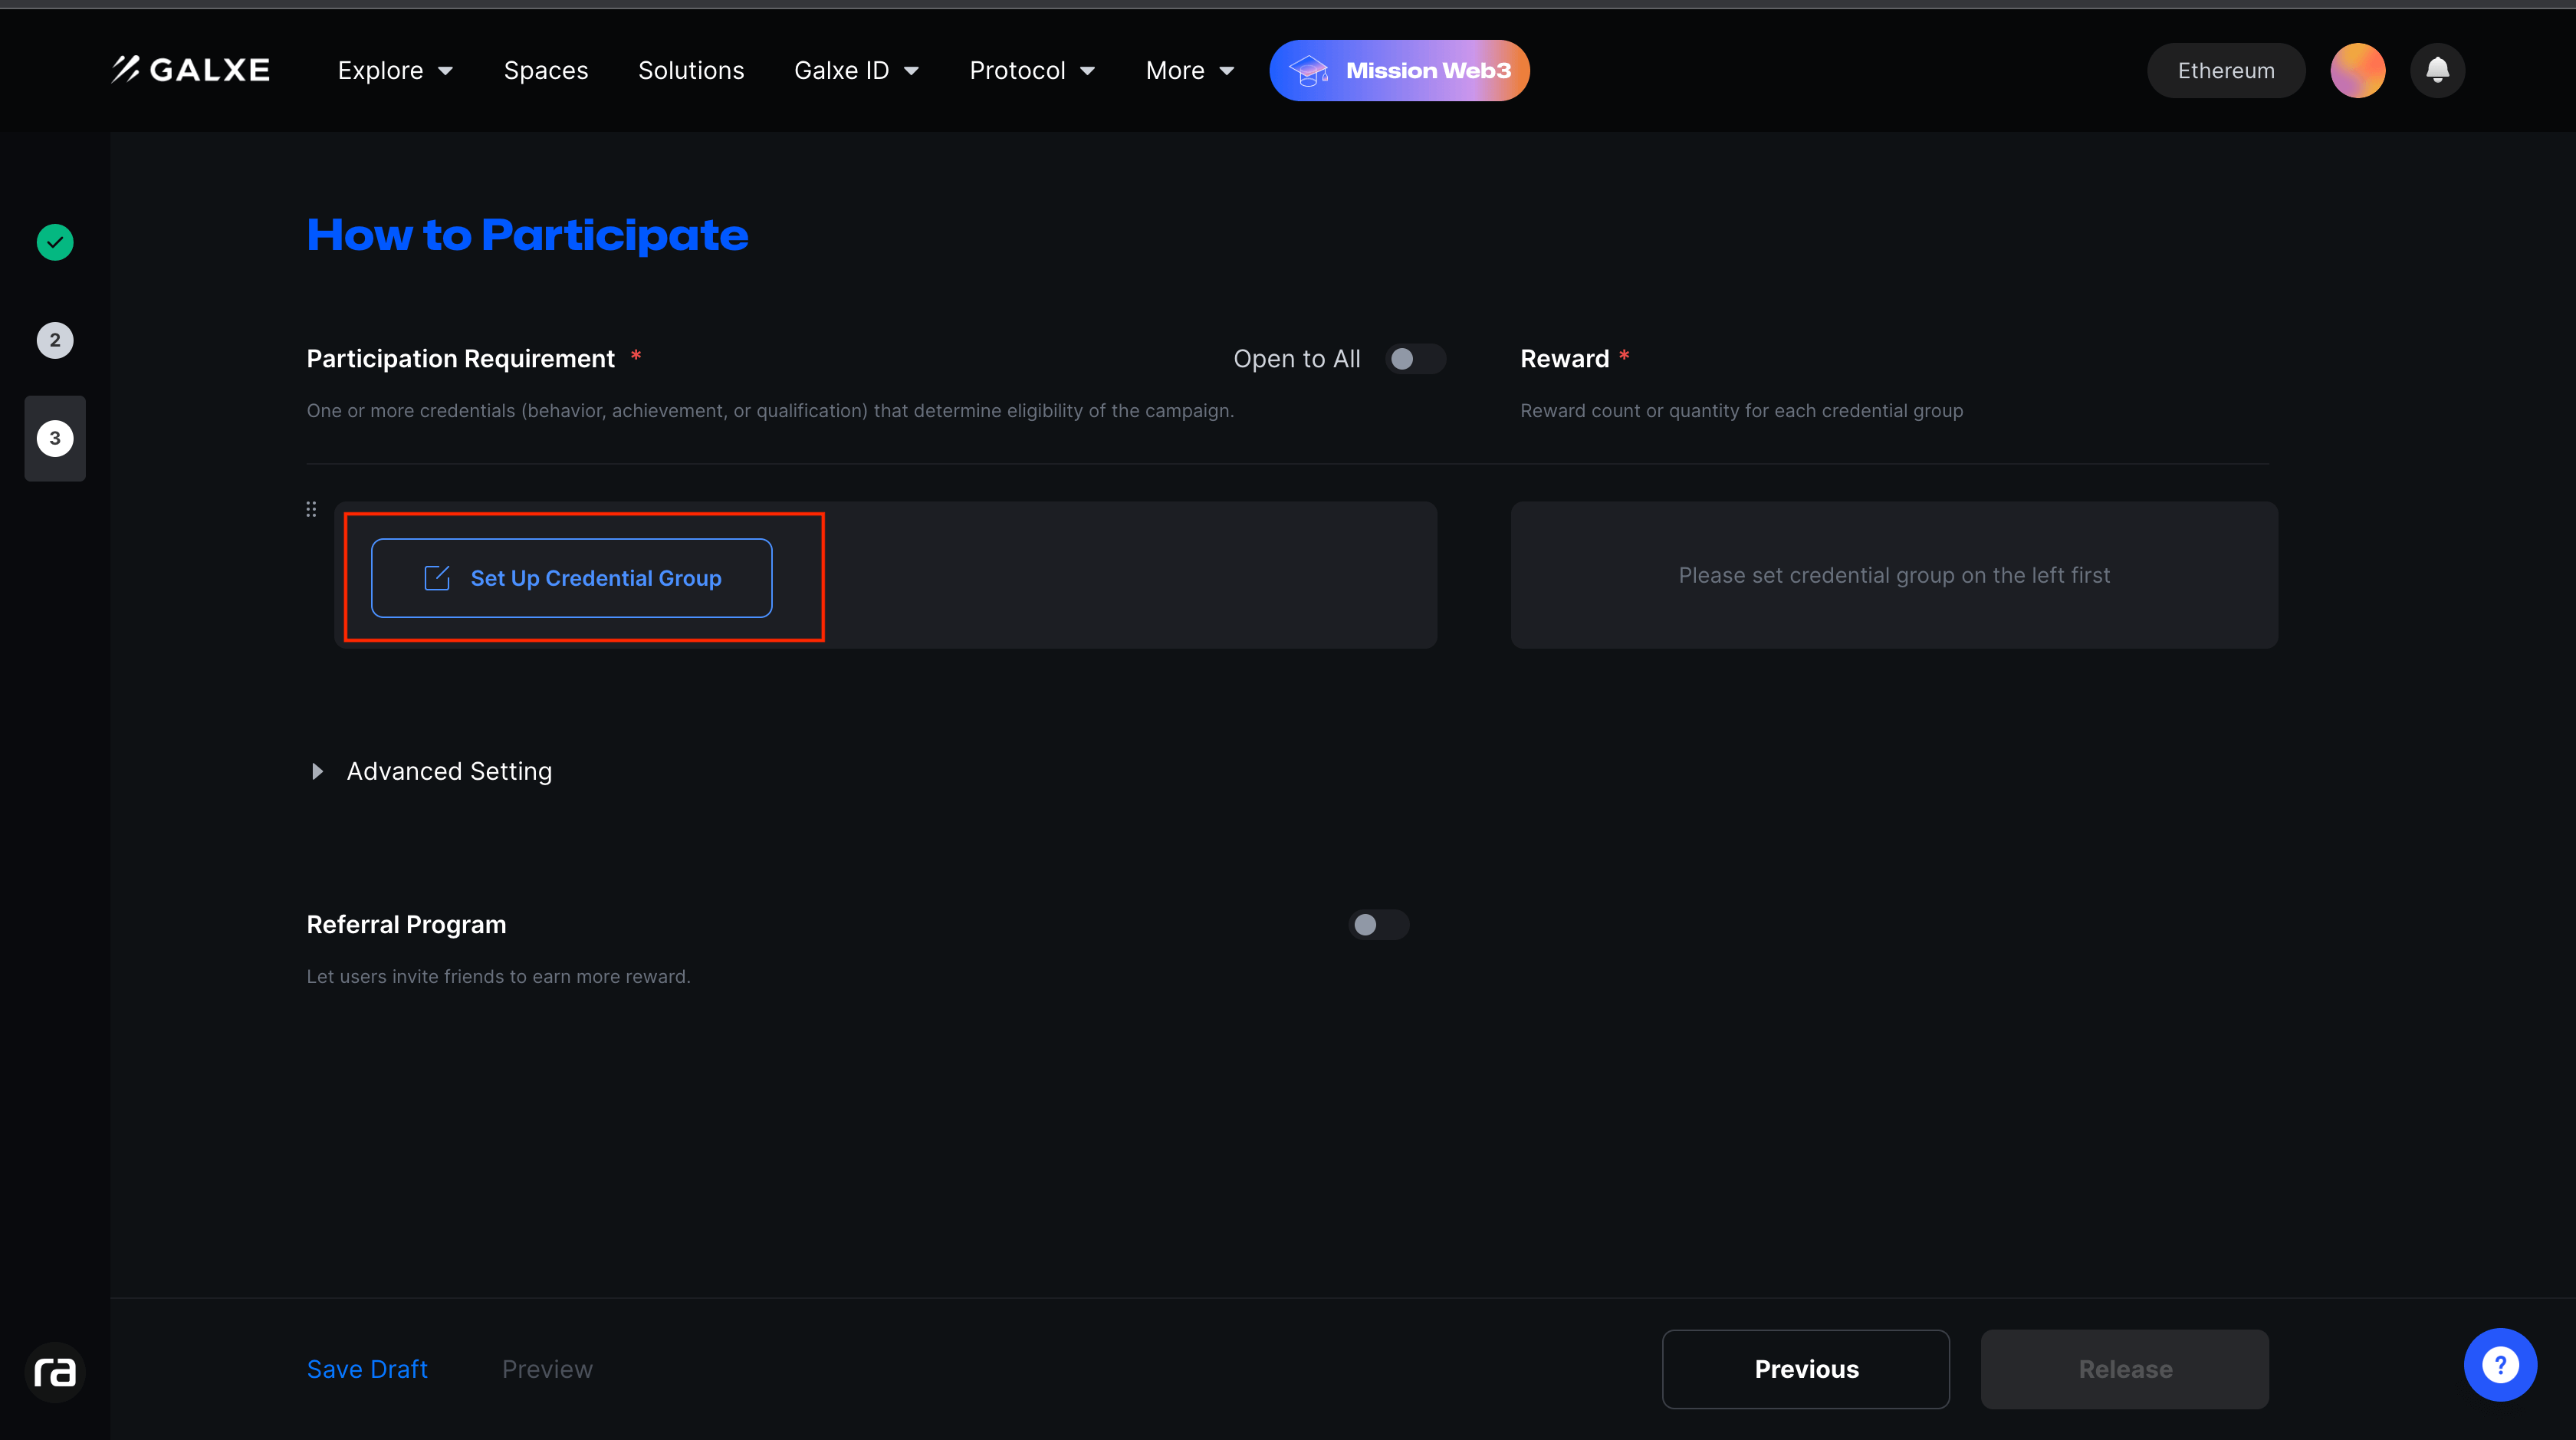 GALXE
Explore
Spaces
Solutions
Galxe ID
Protocol
More
Mission Web3
Ethereum
2
3
How to Participate
Participation Requirement *
Open to All
Reward *
One or more credentials (behavior, achievement, or qualification) that determine eligibility of the campaign.
Reward count or quantity for each credential group
Set Up Credential Group
Please set credential group on the left first
Advanced Setting
Referral Program
Let users invite friends to earn more reward.
ra
Save Draft
Preview
Previous
Release
?